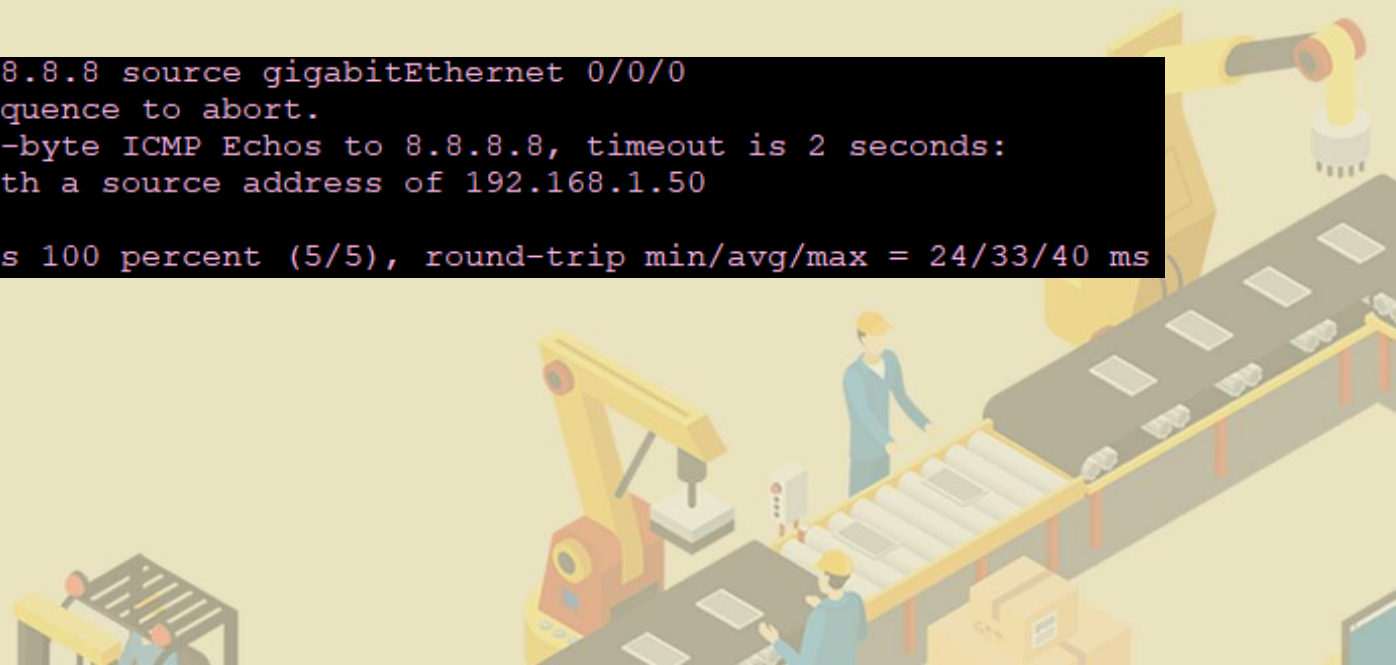 8.8.8 source gigabitEthernet 0/0/0
quence to abort.
-byte ICMP Echos to 8.8.8.8, timeout is 2 seconds:
th a source address of 192.168.1.50
s 100 percent (5/5), round-trip min/avg/max = 24/33/40 ms